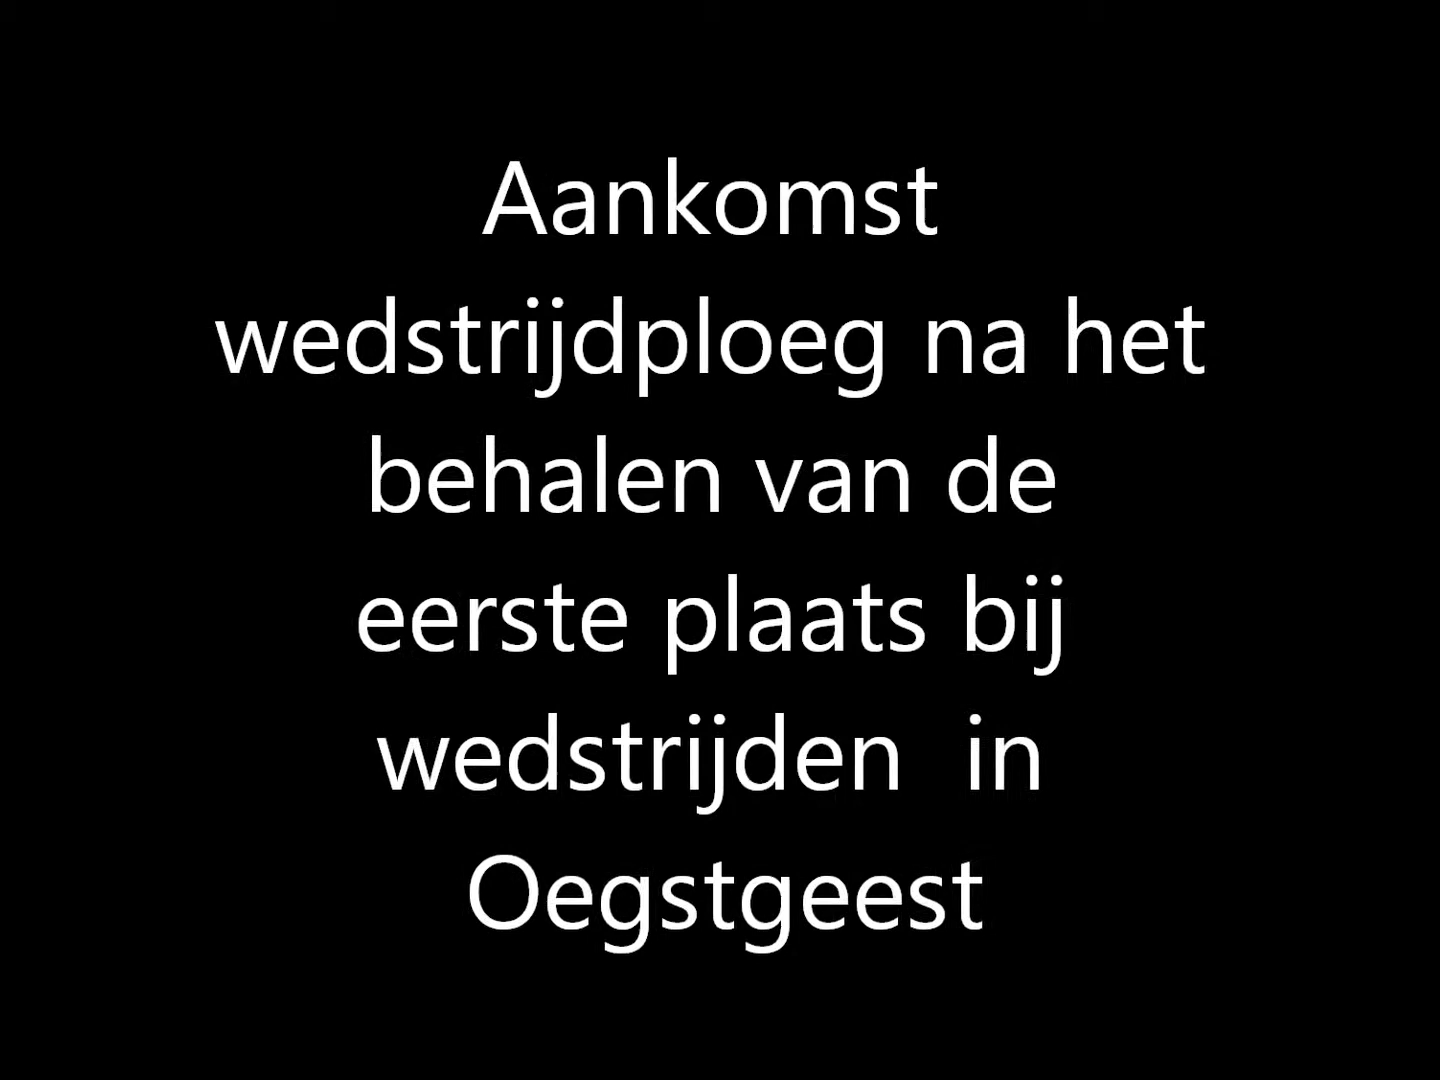 Aankomst
wedstrijdploeg na het
behalen van de
eerste plaats bij
wedstrijden  in
Oegstgeest